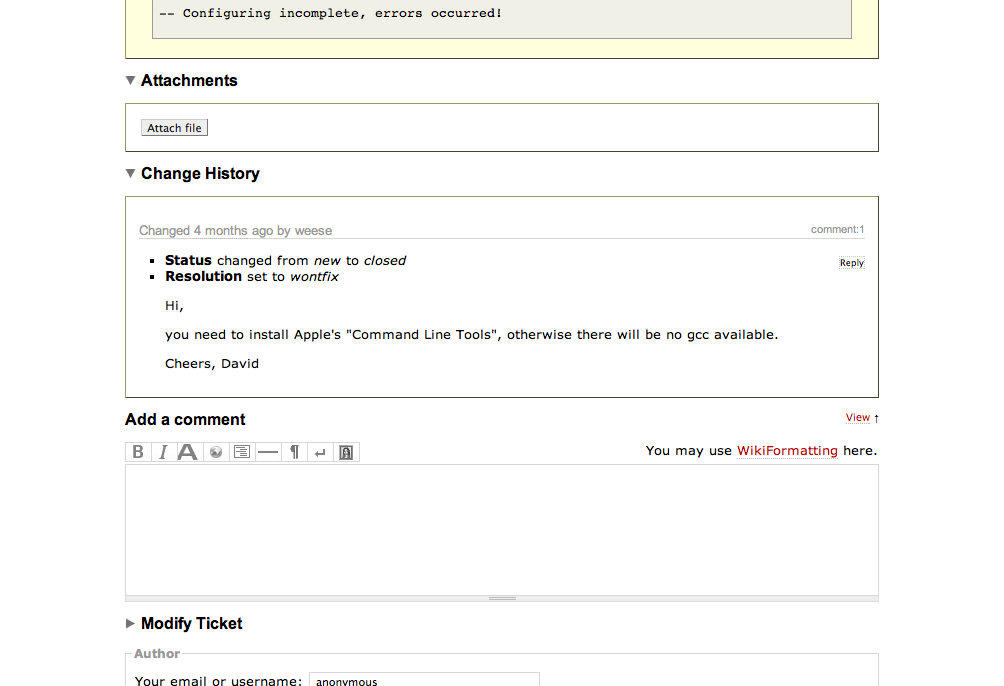 -- Configuring incomplete, errors occurred!
▼ Attachments
Attach file
▼ Change History
Changed 4 months ago by weese comment:1
Status changed from new to closed
Reply
Resolution set to wontfix
Hi,
you need to install Apple's "Command Line Tools", otherwise there will be no gcc available.
Cheers, David
Add a comment View ↑
B I A ¶ ↵ You may use WikiFormatting here.
▶ Modify Ticket
Author
Your email or username: anonymous